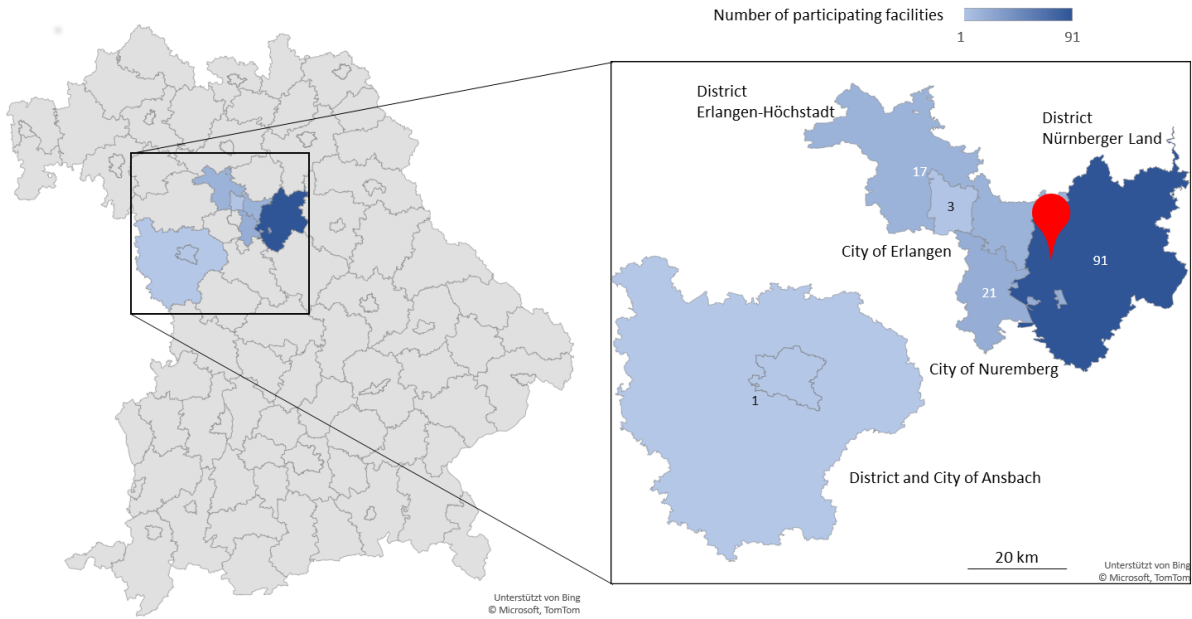 Number of participating facilities
1
91
District
Erlangen-Höchstadt
District
Nürnberger Land
17
3
City of Erlangen
91
21
City of Nuremberg
1
District and City of Ansbach
20 km
Unterstützt von Bing
© Microsoft, TomTom
Unterstützt von Bing
© Microsoft, TomTom